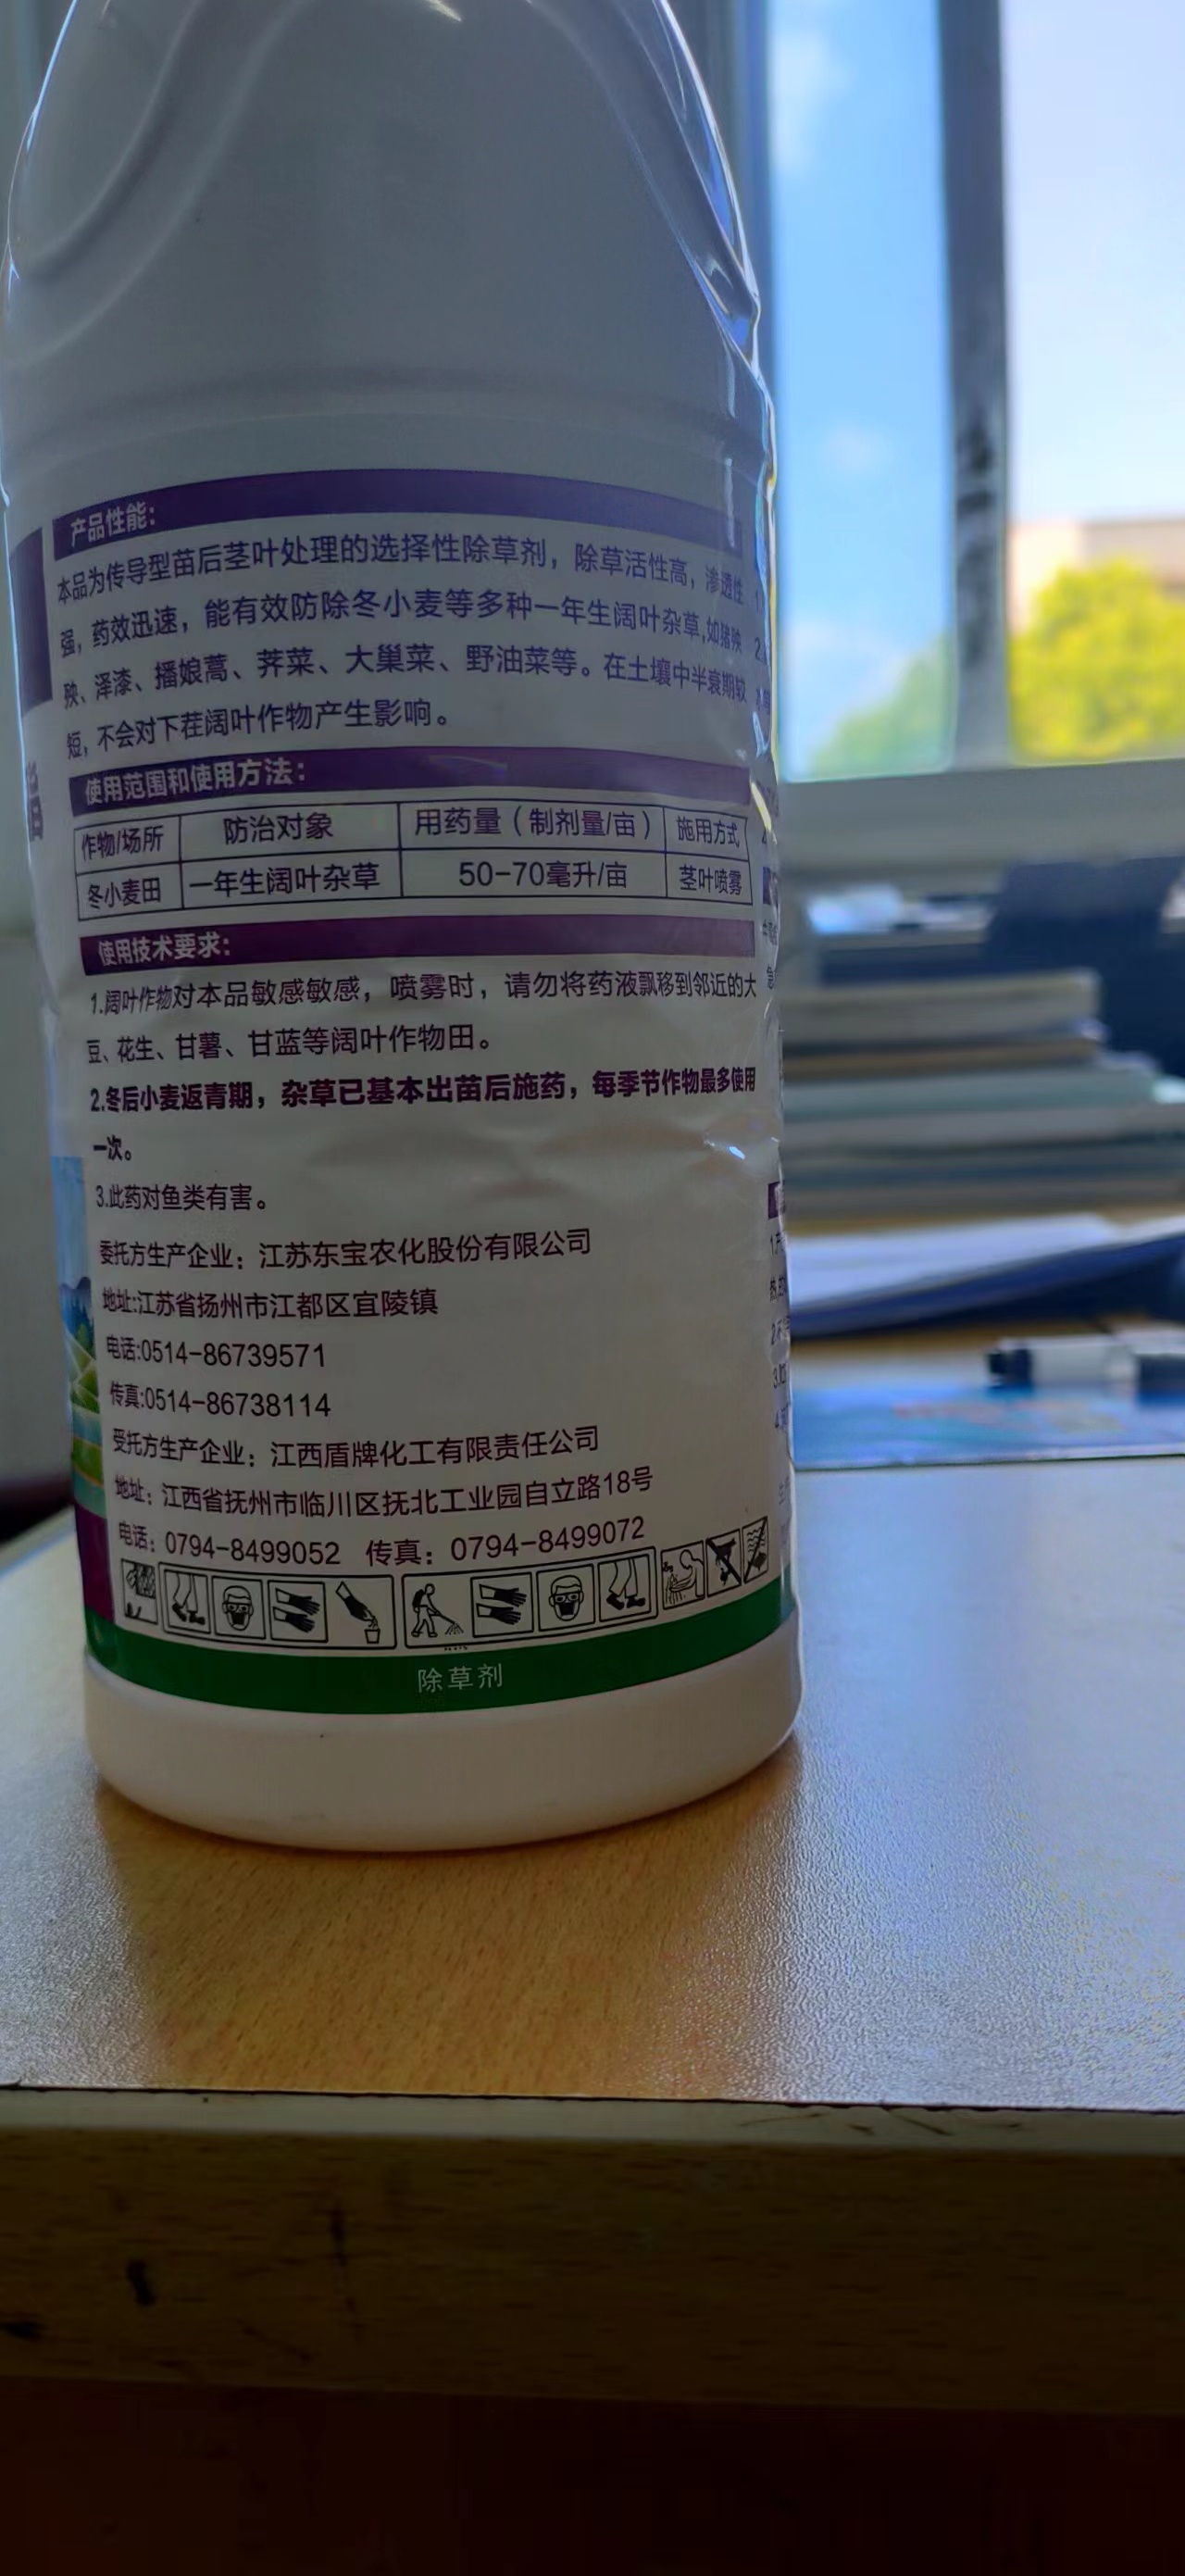 产品性能:
本品为传导型苗后茎叶处理的选择性除草剂，除草活性高，渗透性
强，药效迅速，能有效防除冬小麦等多种一年生阔叶杂草,如猪殃
殃、泽漆、播娘蒿、荠菜、大巢菜、野油菜等。在土壤中半衰期较
短，不会对下茬阔叶作物产生影响。
使用范围和使用方法:
作物/场所 防治对象 用药量（制剂量/亩） 施用方式
冬小麦田 一年生阔叶杂草 50-70毫升/亩 茎叶喷雾
使用技术要求:
1.阔叶作物对本品敏感敏感，喷雾时，请勿将药液飘移到邻近的大
豆、花生、甘薯、甘蓝等阔叶作物田。
2.冬后小麦返青期，杂草已基本出苗后施药，每季节作物最多使用
一次。
3.此药对鱼类有害。
委托方生产企业：江苏东宝农化股份有限公司
地址:江苏省扬州市江都区宜陵镇
电话:0514-86739571
传真:0514-86738114
受托方生产企业：江西盾牌化工有限责任公司
地址：江西省抚州市临川区抚北工业园自立路18号
电话：0794-8499052 传真：0794-8499072
除草剂